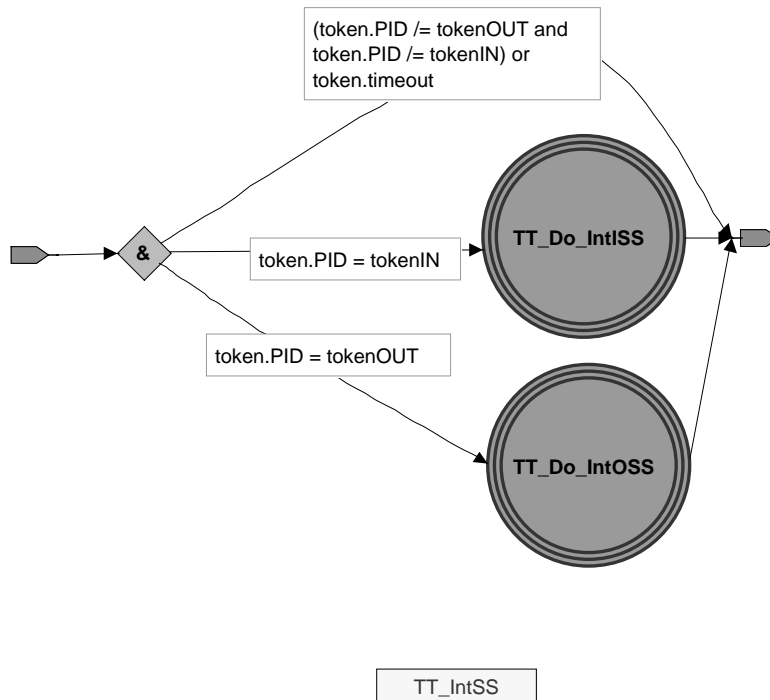 (token.PID /= tokenOUT and
token.PID /= tokenIN) or
token.timeout
TT_Do_IntISS
&
token.PID = tokenIN
token.PID = tokenOUT
TT_Do_IntOSS
TT_IntSS